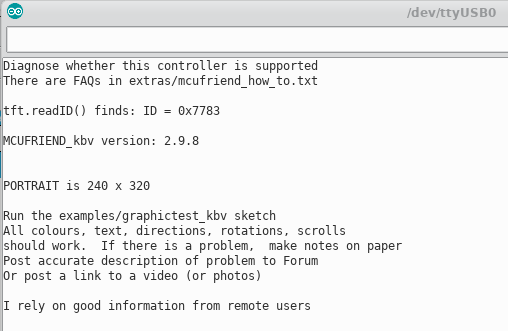 /dev/ttyUSB0
Diagnose whether this controller is supported
There are FAQs in extras/mcufriend_how_to.txt
tft.readID() finds: ID = 0x7783
MCUFRIEND_kbv version: 2.9.8
PORTRAIT is 240 x 320
Run the examples/graphictest_kbv sketch
All colours, text, directions, rotations, scrolls
should work.  If there is a problem,  make notes on paper
Post accurate description of problem to Forum
Or post a link to a video (or photos)
I rely on good information from remote users